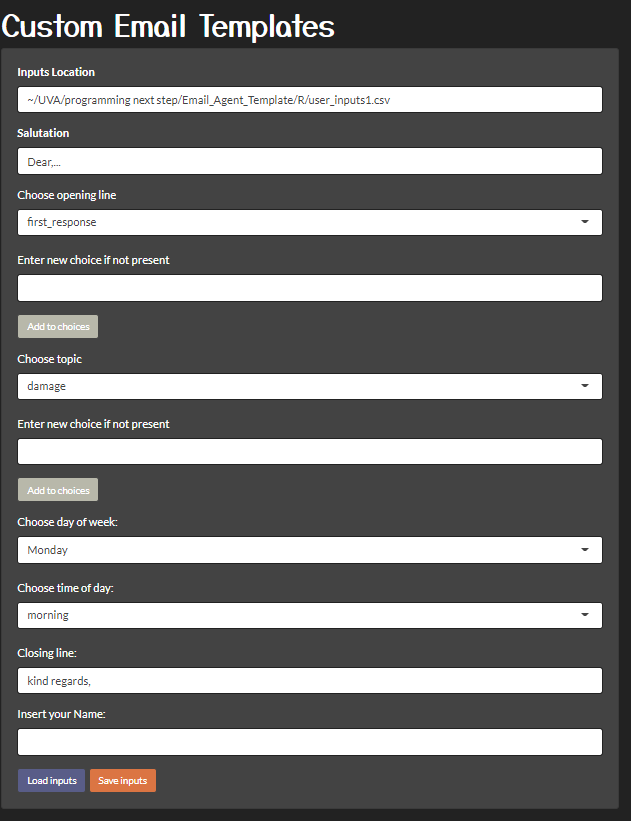 Custom Email Templates
Inputs Location
~/UVA/programming next step/Email_Agent_Template/R/user_inputs1.csv
Salutation
Dear,...
Choose opening line
first_response
Enter new choice if not present
Add to choices
Choose topic
damage
Enter new choice if not present
Add to choices
Choose day of week:
Monday
Choose time of day:
morning
Closing line:
kind regards,
Insert your Name:
Load inputs Save inputs